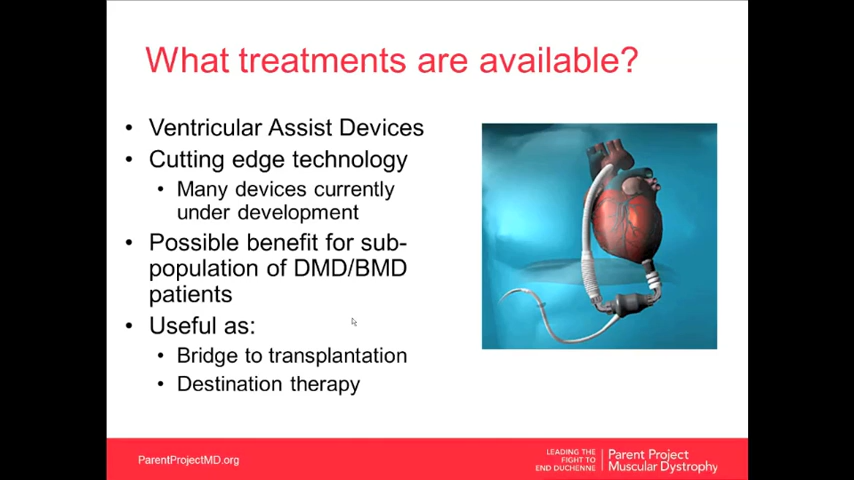 What treatments are available?
• Ventricular Assist Devices
• Cutting edge technology
• Many devices currently
under development
• Possible benefit for sub-
population of DMD/BMD
patients
• Useful as:
• Bridge to transplantation
• Destination therapy
ParentProjectMD.org
LEADING THE
FIGHT TO
END DUCHENNE
Parent Project
Muscular Dystrophy